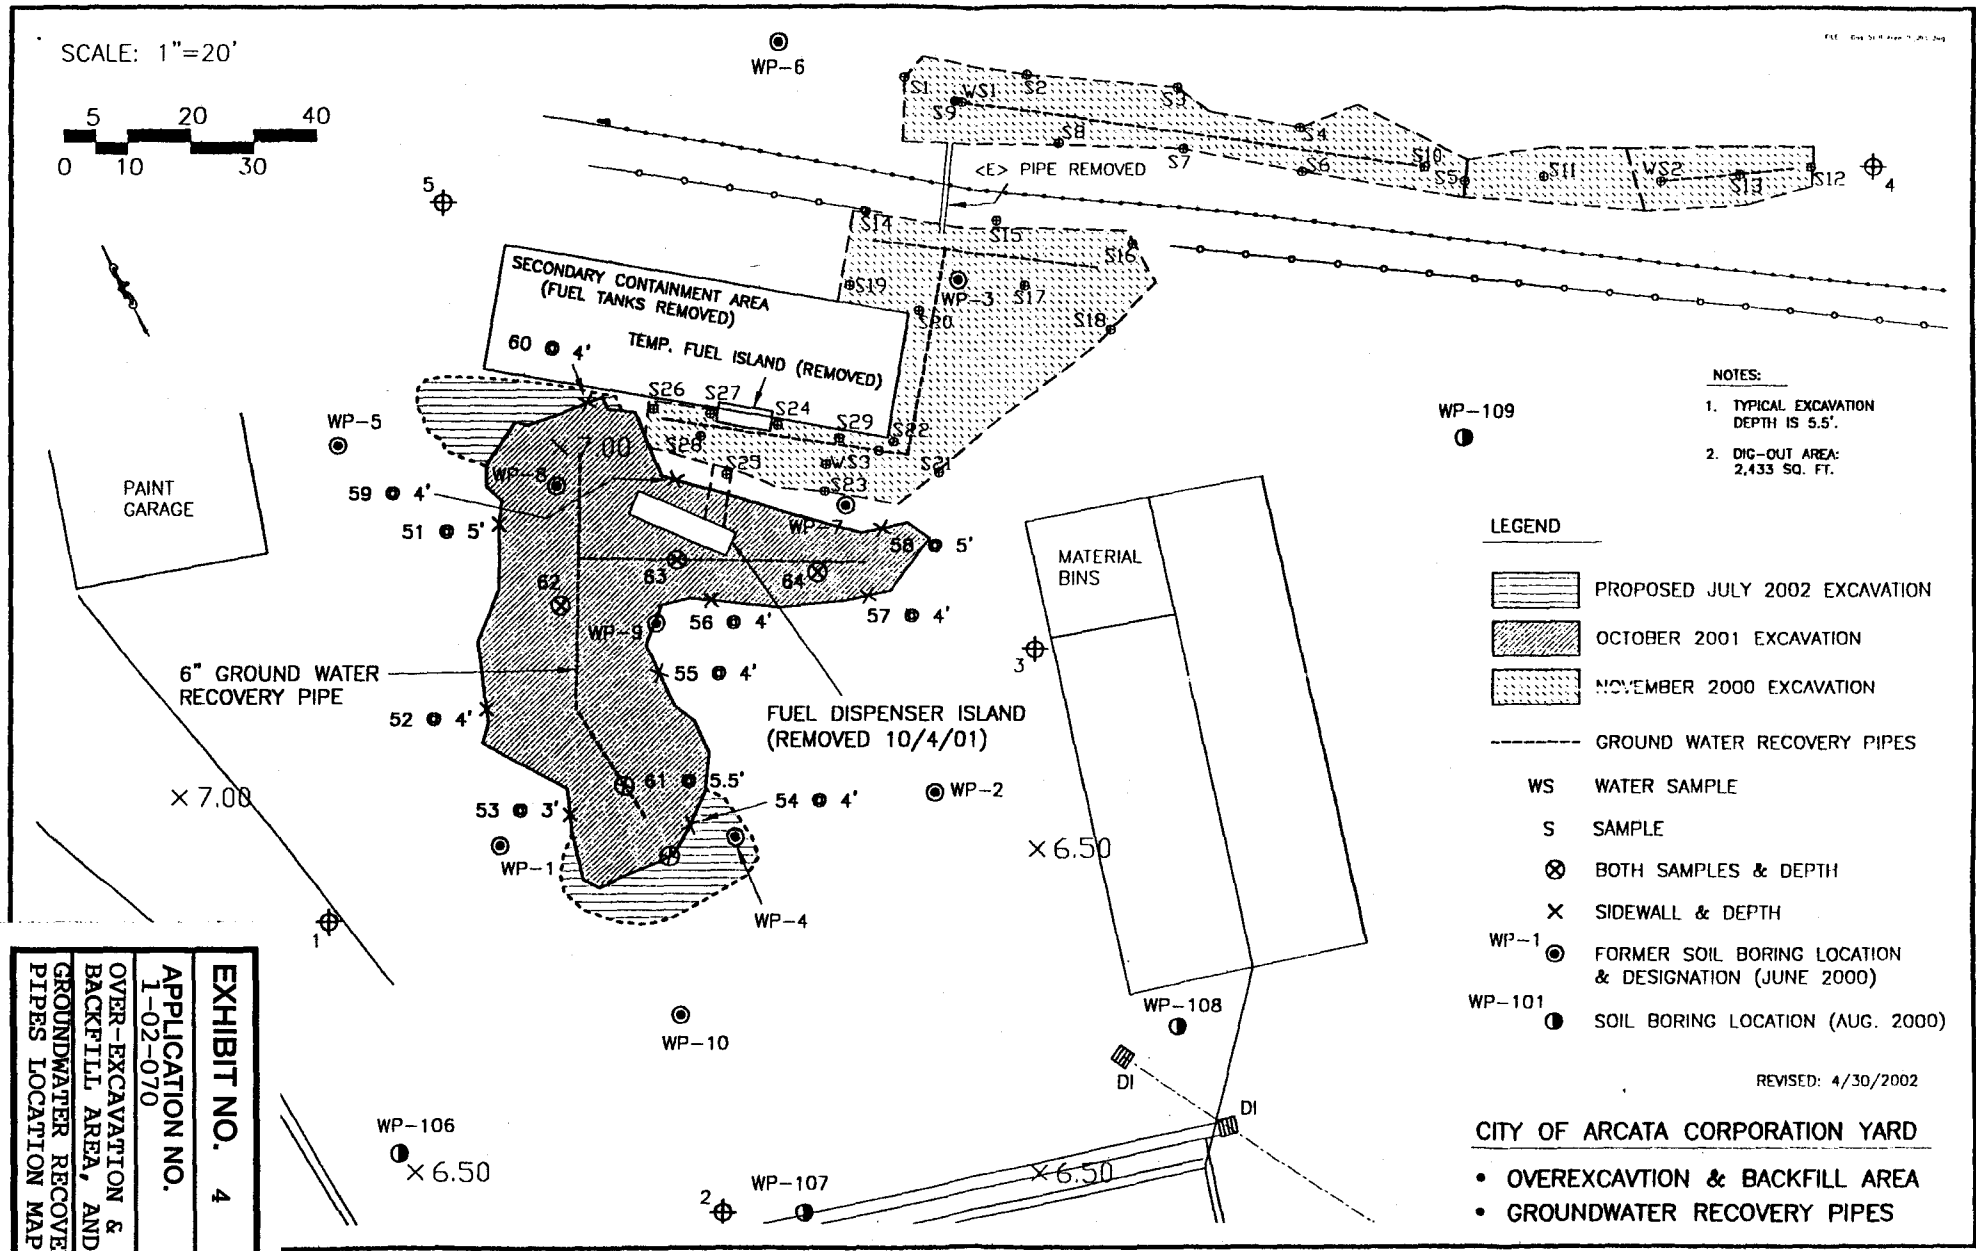 SCALE: 1"=20'
5 20 40
0 10 30
WP-6
S1
WS1
S9
S2
S3
S8
S7
S4
S6
S10
S5
S11
WS2
S13
S12
4
<E> PIPE REMOVED
5
S14
S15
S16
S19
WP-3
S17
S18
SECONDARY CONTAINMENT AREA
(FUEL TANKS REMOVED)
60 4'
TEMP. FUEL ISLAND (REMOVED)
S26
S27
S24
S29
S22
S28
S25
WS3
S21
S23
WP-5
× 7.00
WP-8
59 4'
51 5'
WP-7
58 5'
PAINT
GARAGE
62
63
64
57 4'
WP-9
56 4'
55 4'
6" GROUND WATER
RECOVERY PIPE
52 4'
FUEL DISPENSER ISLAND
(REMOVED 10/4/01)
MATERIAL
BINS
3
WP-109
× 7.00
61 5.5'
53 3'
54 4'
WP-2
WP-1
WP-4
× 6.50
1
WP-10
WP-108
DI
DI
WP-106
× 6.50
2
WP-107
× 6.50
NOTES:
1. TYPICAL EXCAVATION
DEPTH IS 5.5'.
2. DIG-OUT AREA:
2,433 SQ. FT.
LEGEND
PROPOSED JULY 2002 EXCAVATION
OCTOBER 2001 EXCAVATION
NOVEMBER 2000 EXCAVATION
GROUND WATER RECOVERY PIPES
WS WATER SAMPLE
S SAMPLE
BOTH SAMPLES & DEPTH
SIDEWALL & DEPTH
WP-1 FORMER SOIL BORING LOCATION
& DESIGNATION (JUNE 2000)
WP-101 SOIL BORING LOCATION (AUG. 2000)
REVISED: 4/30/2002
CITY OF ARCATA CORPORATION YARD
• OVEREXCAVTION & BACKFILL AREA
• GROUNDWATER RECOVERY PIPES
EXHIBIT NO. 4
APPLICATION NO.
1-02-070
OVER-EXCAVATION &
BACKFILL AREA, AND
GROUNDWATER RECOVE
PIPES LOCATION MAP